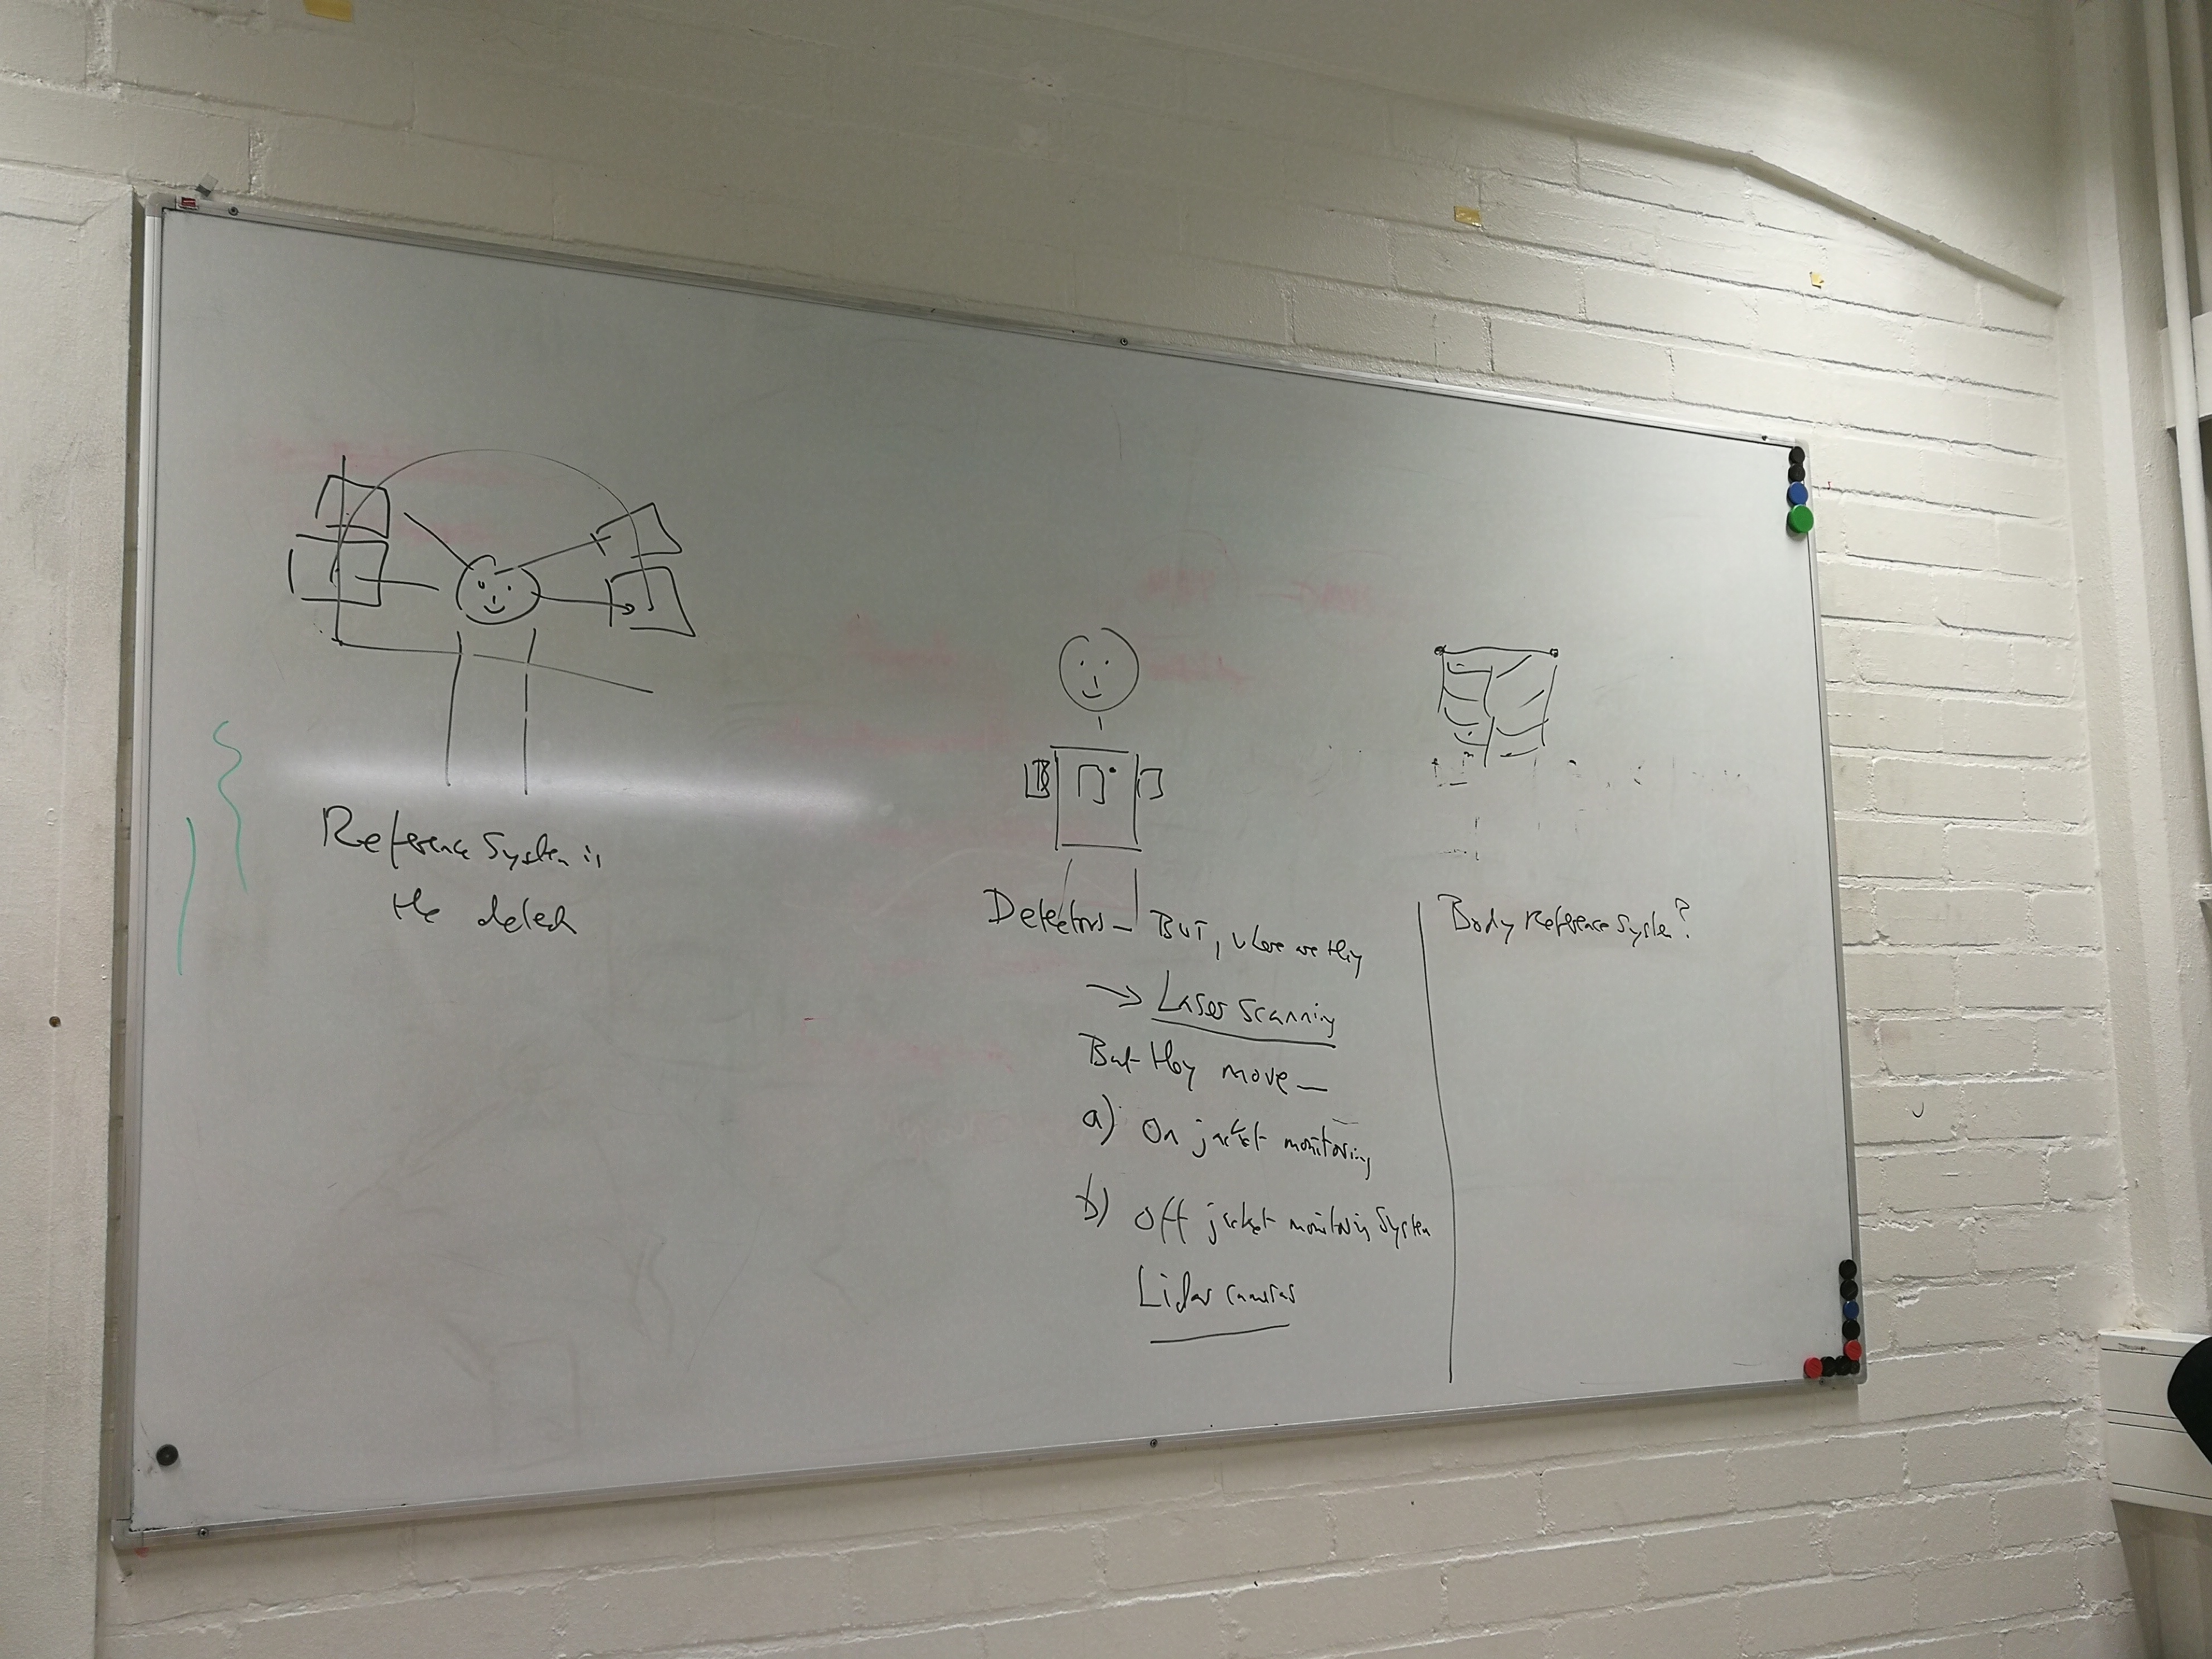 Reference System is
the detech
Detectors - BUT, where are they
→ Laser Scanning
But they move -
a) On jacket monitoring
b) Off jacket monitoring System
Lidar cameras
Body Reference System?